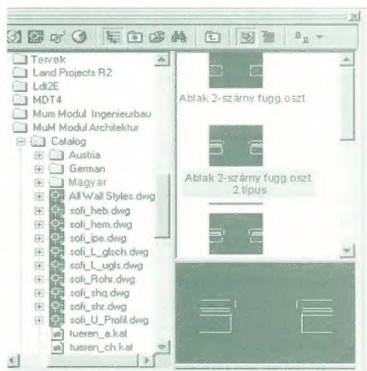 Tervek
Land Projects R2
Ldt2E
MDT4
Mum Modul Ingenieurbau
MuM Modul Architektur
Catalog
Austria
German
Magyar
All Wall Styles.dwg
sofi_heb.dwg
sofi_hem.dwg
sofi_ipe.dwg
sofi_L_glsch.dwg
sofi_L_ugls.dwg
sofi_Rohr.dwg
sofi_shq.dwg
sofi_shr.dwg
sofi_U_Profil.dwg
tueren_a.kat
tueren_ch.kat
Ablak 2-szárny fugg.oszt
Ablak 2-szárny fugg.oszt
2.típus